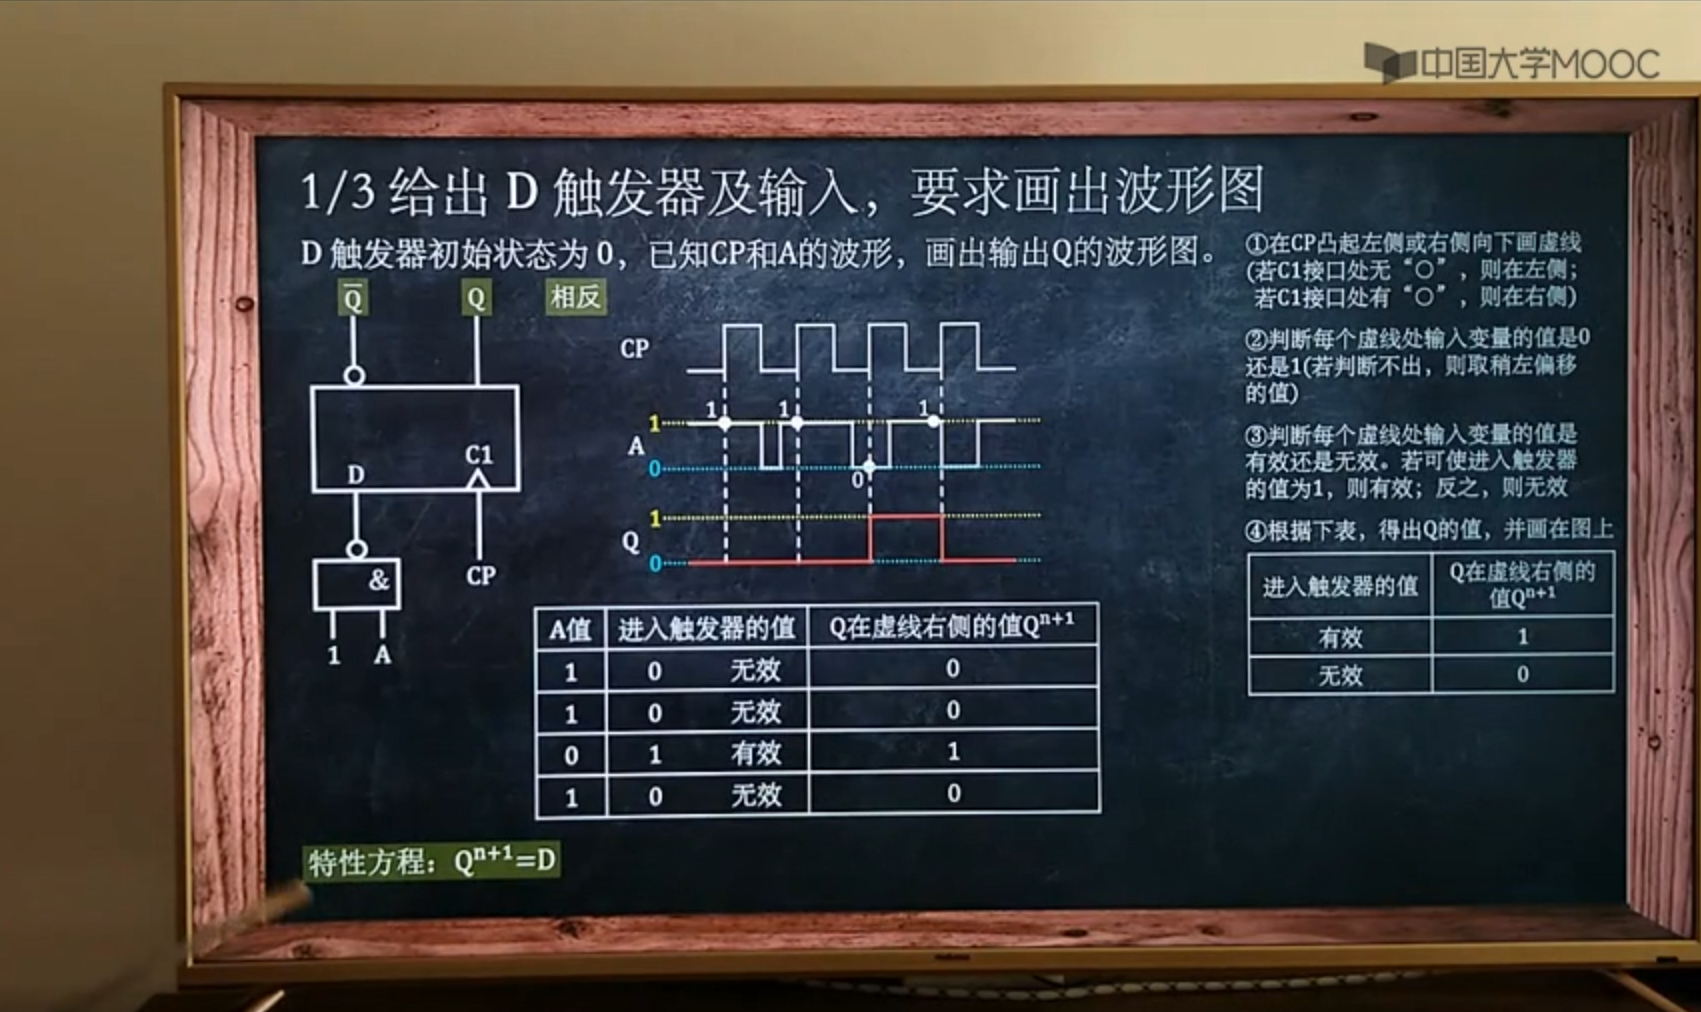 中国大学MOOC
1/3 给出 D 触发器及输入，要求画出波形图
D 触发器初始状态为 0，已知CP和A的波形，画出输出Q的波形图。
Q̅ Q 相反
D C1
& CP
1 A
CP
1 1 1
1
A
0
0
1
Q
0
A值 进入触发器的值 Q在虚线右侧的值Qⁿ⁺¹
1 0 无效 0
1 0 无效 0
0 1 有效 1
1 0 无效 0
特性方程：Qⁿ⁺¹=D
①在CP凸起左侧或右侧向下画虚线
(若C1接口处无“○”，则在左侧；
若C1接口处有“○”，则在右侧)
②判断每个虚线处输入变量的值是0
还是1(若判断不出，则取稍左偏移
的值)
③判断每个虚线处输入变量的值是
有效还是无效。若可使进入触发器
的值为1，则有效；反之，则无效
④根据下表，得出Q的值，并画在图上
进入触发器的值 Q在虚线右侧的
值Qⁿ⁺¹
有效 1
无效 0